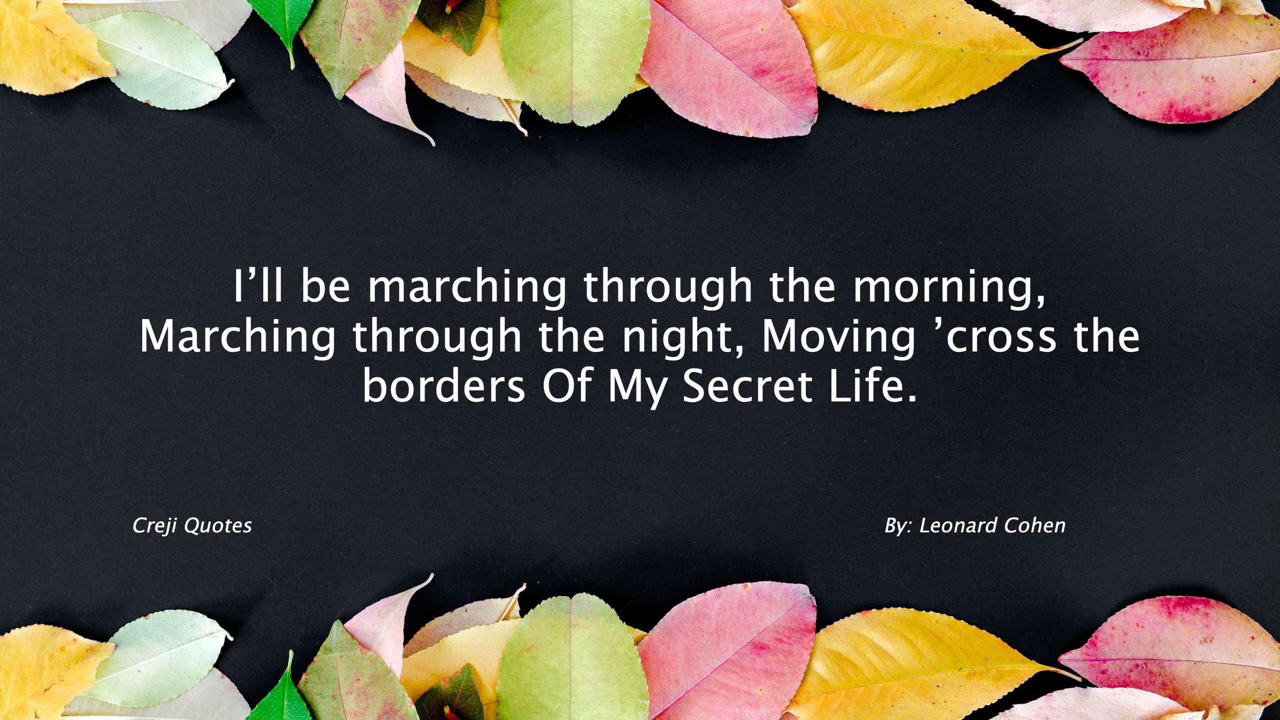 I’ll be marching through the morning,
Marching through the night, Moving ’cross the
borders Of My Secret Life.
Creji Quotes
By: Leonard Cohen